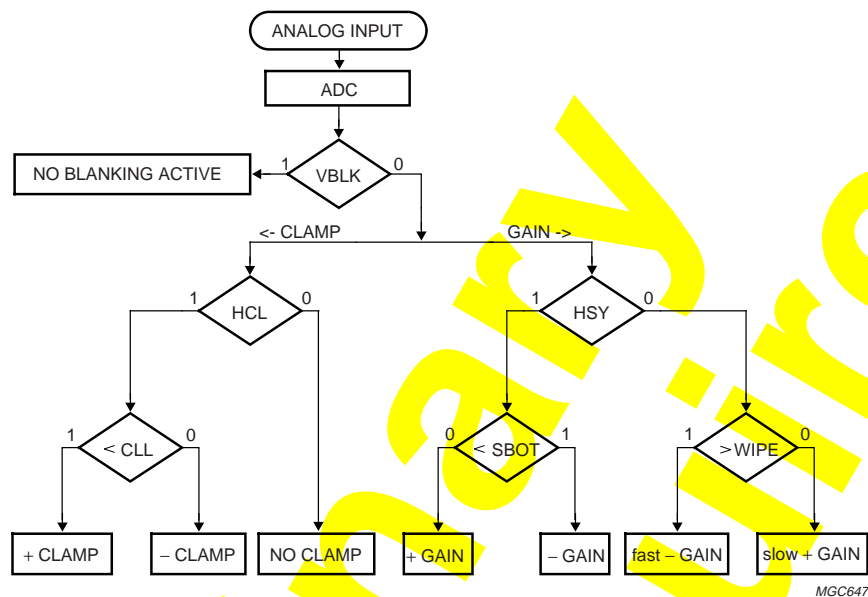 ANALOG INPUT
ADC
1 VBLK 0
NO BLANKING ACTIVE
<- CLAMP GAIN ->
1 HCL 0
1 HSY 0
1 < CLL 0
0 < SBOT 1
1 > WIPE 0
+ CLAMP
− CLAMP
NO CLAMP
+ GAIN
− GAIN
fast − GAIN
slow + GAIN
MGC647